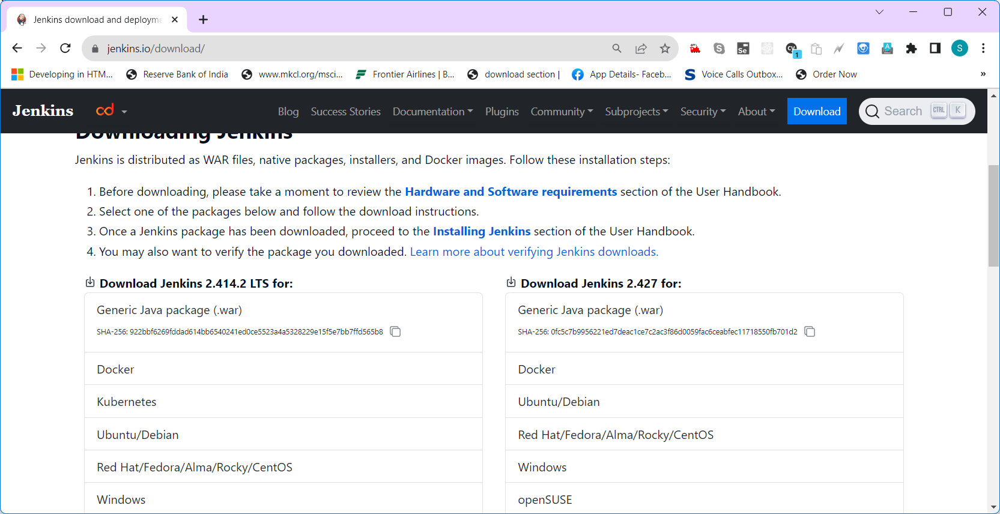 Jenkins download and deployme
jenkins.io/download/
1
S
Developing in HTM...
Reserve Bank of India
www.mkcl.org/msci...
Frontier Airlines | B...
download section |
App Details- Faceb...
Voice Calls Outbox...
Order Now
»
Jenkins
cd
Blog
Success Stories
Documentation
Plugins
Community
Subprojects
Security
About
Download
Search
CTRL
K
Downloading Jenkins
Jenkins is distributed as WAR files, native packages, installers, and Docker images. Follow these installation steps:
1. Before downloading, please take a moment to review the Hardware and Software requirements section of the User Handbook.
2. Select one of the packages below and follow the download instructions.
3. Once a Jenkins package has been downloaded, proceed to the Installing Jenkins section of the User Handbook.
4. You may also want to verify the package you downloaded. Learn more about verifying Jenkins downloads.
Download Jenkins 2.414.2 LTS for:
Generic Java package (.war)
SHA-256: 922bbf6269fddad614bb6540241ed0ce5523a4a5328229e15f5e7bb7ffd565b8
Docker
Kubernetes
Ubuntu/Debian
Red Hat/Fedora/Alma/Rocky/CentOS
Windows
Download Jenkins 2.427 for:
Generic Java package (.war)
SHA-256: 0fc5c7b9956221ed7deac1ce7c2ac3f86d0059fac6ceabfec11718550fb701d2
Docker
Ubuntu/Debian
Red Hat/Fedora/Alma/Rocky/CentOS
Windows
openSUSE